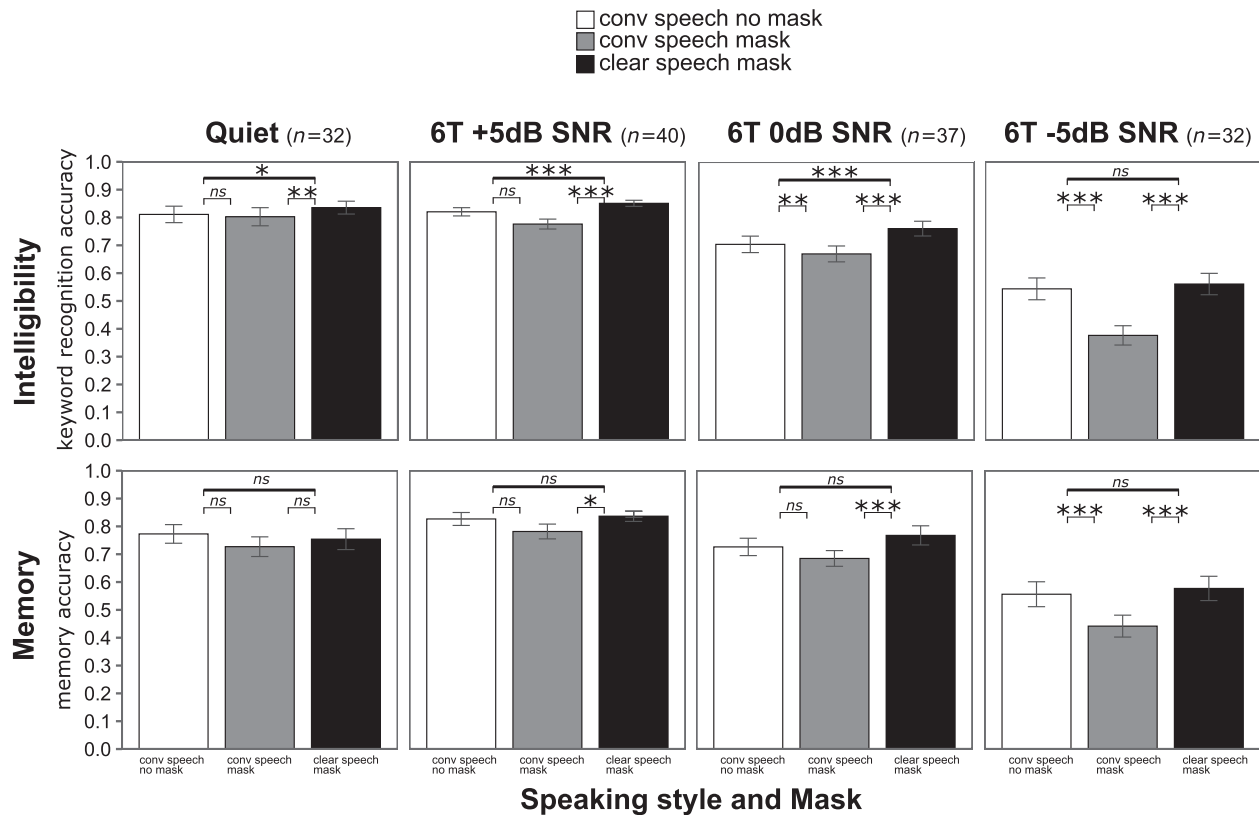 conv speech no mask
conv speech mask
clear speech mask
Quiet (n=32)
6T +5dB SNR (n=40)
6T 0dB SNR (n=37)
6T -5dB SNR (n=32)
Intelligibility
keyword recognition accuracy
1.0
0.9
0.8
0.7
0.6
0.5
0.4
0.3
0.2
0.1
0.0
*
ns
**
***
ns
***
***
**
***
ns
***
***
Memory
memory accuracy
1.0
0.9
0.8
0.7
0.6
0.5
0.4
0.3
0.2
0.1
0.0
ns
ns
ns
ns
ns
*
ns
ns
***
ns
***
***
conv speech
no mask
conv speech
mask
clear speech
mask
conv speech
no mask
conv speech
mask
clear speech
mask
conv speech
no mask
conv speech
mask
clear speech
mask
conv speech
no mask
conv speech
mask
clear speech
mask
Speaking style and Mask